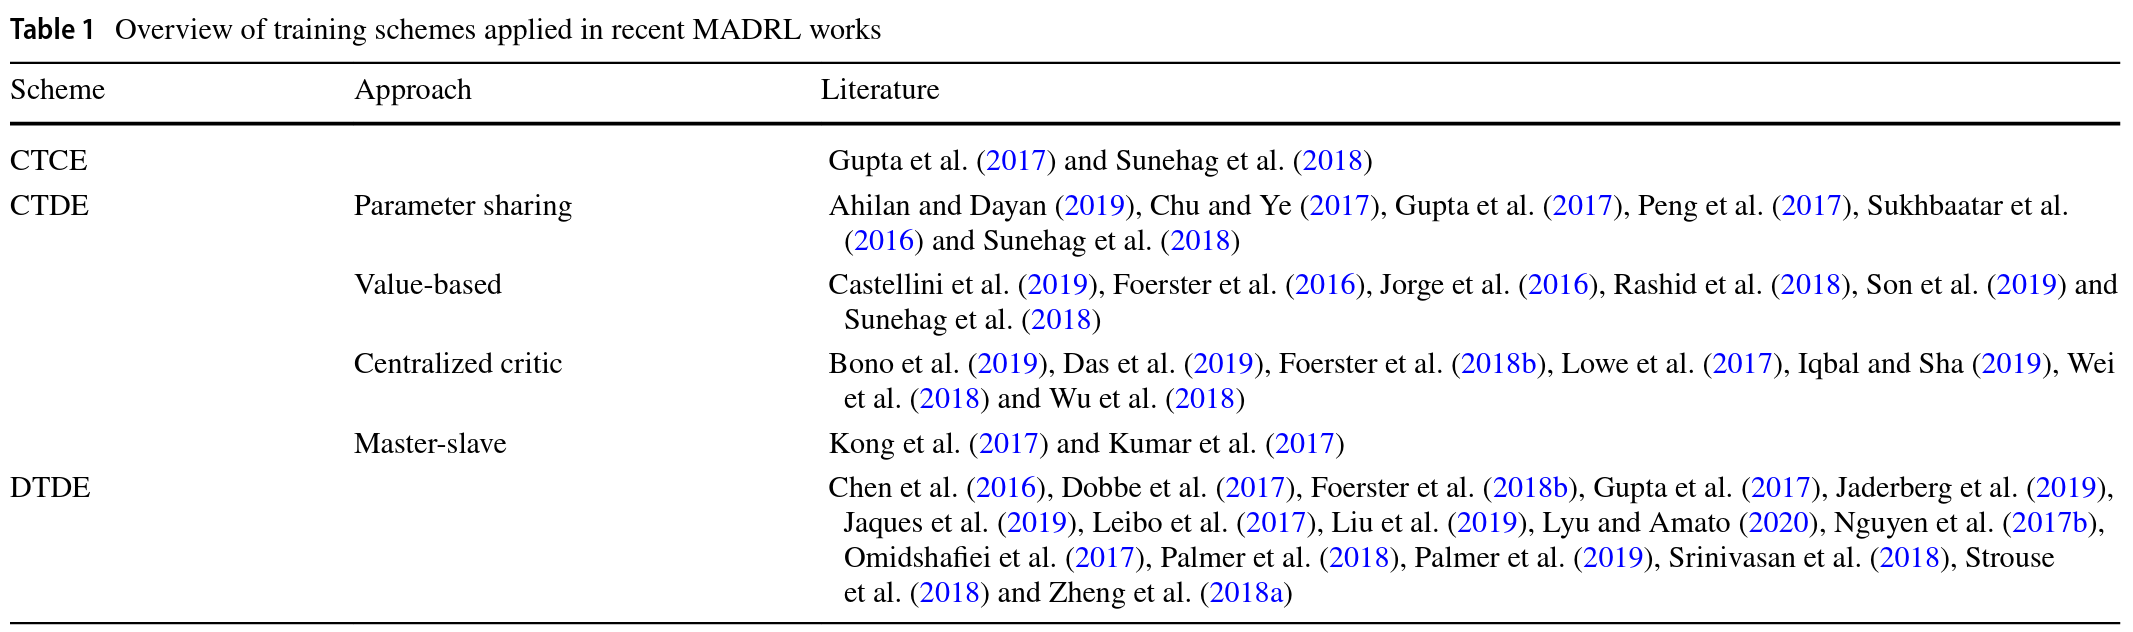 Table 1 Overview of training schemes applied in recent MADRL works
Scheme Approach Literature
CTCE Gupta et al. (2017) and Sunehag et al. (2018)
CTDE Parameter sharing Ahilan and Dayan (2019), Chu and Ye (2017), Gupta et al. (2017), Peng et al. (2017), Sukhbaatar et al.
(2016) and Sunehag et al. (2018)
Value-based Castellini et al. (2019), Foerster et al. (2016), Jorge et al. (2016), Rashid et al. (2018), Son et al. (2019) and
Sunehag et al. (2018)
Centralized critic Bono et al. (2019), Das et al. (2019), Foerster et al. (2018b), Lowe et al. (2017), Iqbal and Sha (2019), Wei
et al. (2018) and Wu et al. (2018)
Master-slave Kong et al. (2017) and Kumar et al. (2017)
DTDE Chen et al. (2016), Dobbe et al. (2017), Foerster et al. (2018b), Gupta et al. (2017), Jaderberg et al. (2019),
Jaques et al. (2019), Leibo et al. (2017), Liu et al. (2019), Lyu and Amato (2020), Nguyen et al. (2017b),
Omidshafiei et al. (2017), Palmer et al. (2018), Palmer et al. (2019), Srinivasan et al. (2018), Strouse
et al. (2018) and Zheng et al. (2018a)